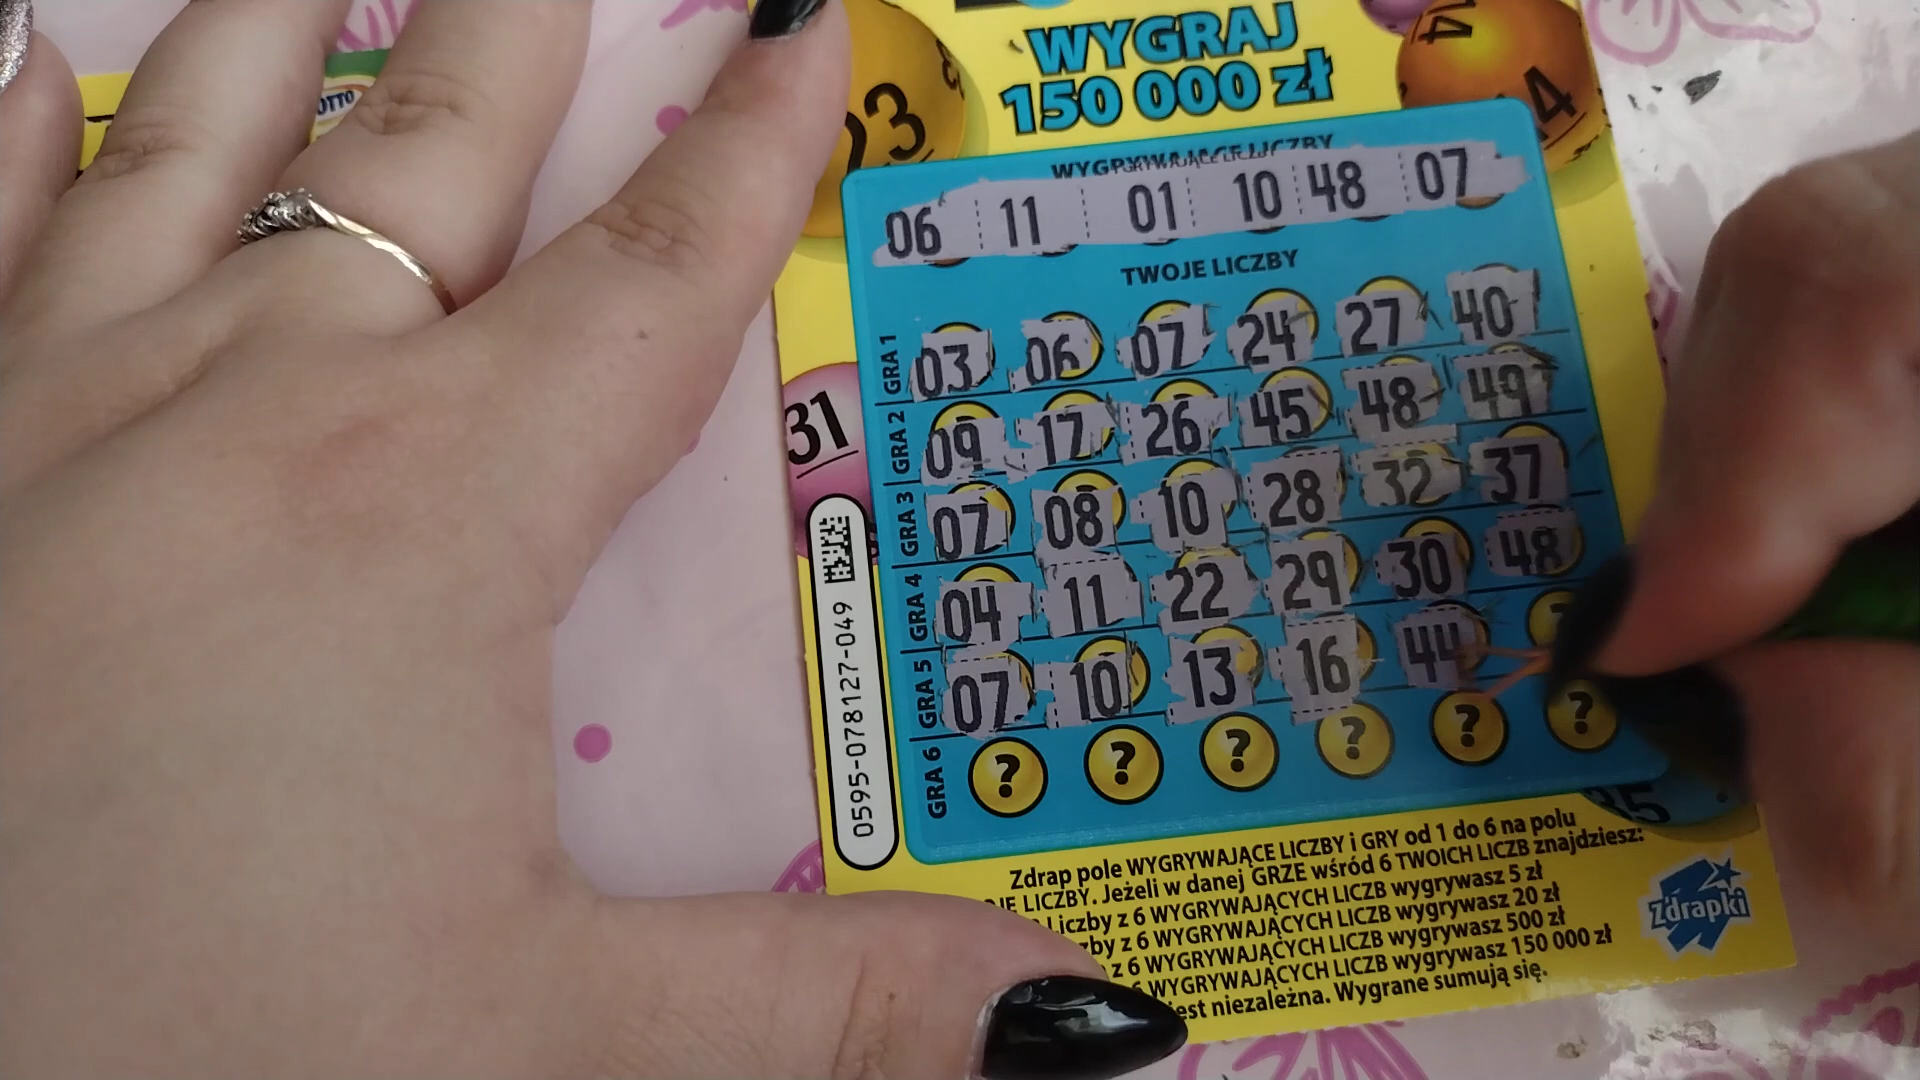 WYGRAJ
150 000 zł
23
14
14
OTTO
WYGRYWAJĄCE LICZBY
06 11 01 10 48 07
TWOJE LICZBY
GRA 1 03 06 07 24 27 40
GRA 2 09 17 26 45 48 49
GRA 3 07 08 10 28 32 37
GRA 4 04 11 22 29 30 48
GRA 5 07 10 13 16 44 ?
GRA 6 ? ? ? ? ? ?
31
0595-078127-049
35
Zdrap pole WYGRYWAJĄCE LICZBY i GRY od 1 do 6 na polu
LICZBY. Jeżeli w danej GRZE wśród 6 TWOICH LICZB znajdziesz:
Liczby z 6 WYGRYWAJĄCYCH LICZB wygrywasz 5 zł
z 6 WYGRYWAJĄCYCH LICZB wygrywasz 20 zł
z 6 WYGRYWAJĄCYCH LICZB wygrywasz 500 zł
6 WYGRYWAJĄCYCH LICZB wygrywasz 150 000 zł
jest niezależna. Wygrane sumują się.
Zdrapki